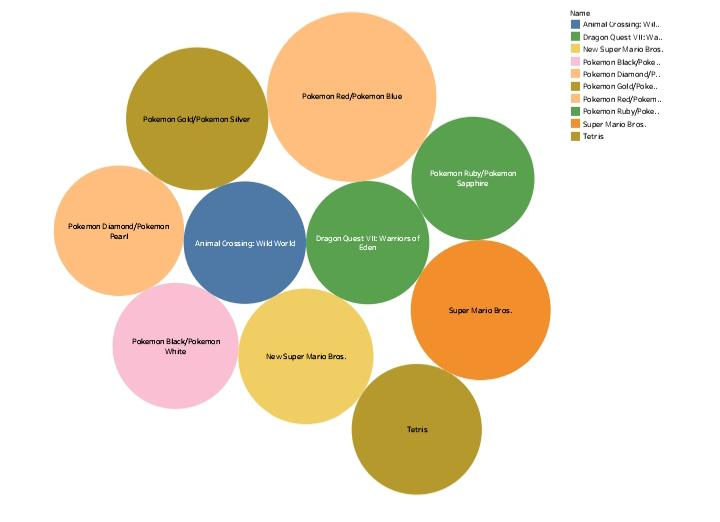 Name
Animal Crossing: Wil..
Dragon Quest VII: Wa..
New Super Mario Bros.
Pokemon Black/Poke..
Pokemon Diamond/P..
Pokemon Gold/Poke..
Pokemon Red/Pokem..
Pokemon Ruby/Poke..
Super Mario Bros.
Tetris
Pokemon Red/Pokemon Blue
Pokemon Gold/Pokemon Silver
Pokemon Ruby/Pokemon
Sapphire
Pokemon Diamond/Pokemon
Pearl
Animal Crossing: Wild World
Dragon Quest VII: Warriors of
Eden
Super Mario Bros.
Pokemon Black/Pokemon
White
New Super Mario Bros.
Tetris